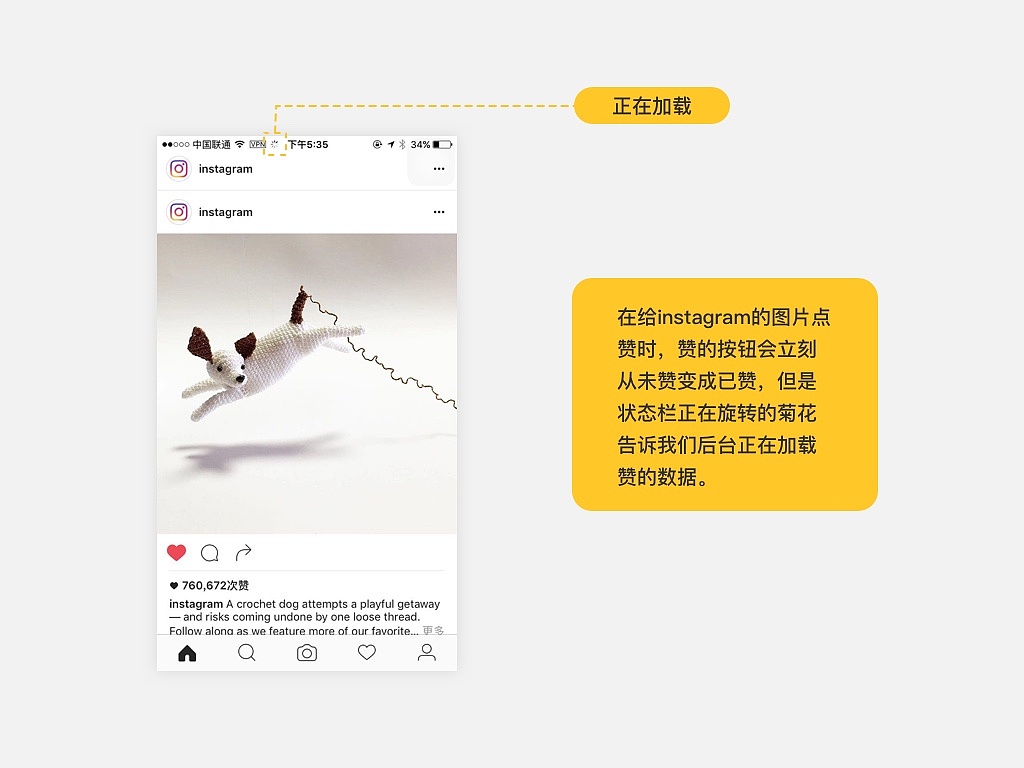 正在加载
中国联通 VPN 下午5:35 34%
instagram
instagram
在给instagram的图片点
赞时，赞的按钮会立刻
从未赞变成已赞，但是
状态栏正在旋转的菊花
告诉我们后台正在加载
赞的数据。
760,672次赞
instagram A crochet dog attempts a playful getaway
— and risks coming undone by one loose thread.
Follow along as we feature more of our favorite... 更多